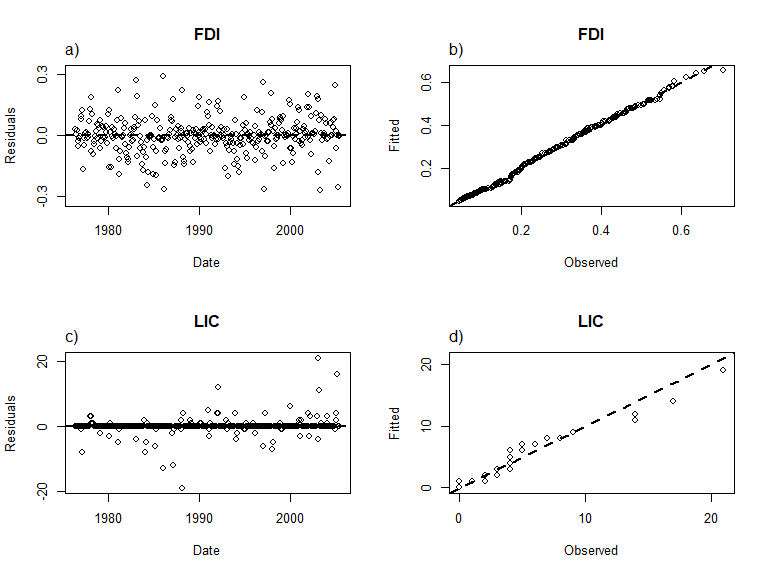 FDI
a)
0.3
0.0
-0.3
Residuals
1980 1990 2000
Date
FDI
b)
0.6
0.4
0.2
Fitted
0.2 0.4 0.6
Observed
LIC
c)
20
0
-20
Residuals
1980 1990 2000
Date
LIC
d)
20
10
0
Fitted
0 10 20
Observed